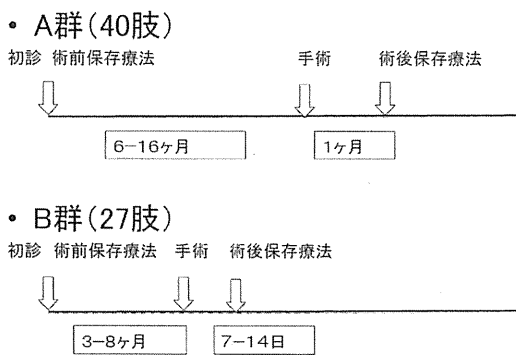 • A群(40肢)
初診 術前保存療法 手術 術後保存療法
6−16ヶ月 1ヶ月
• B群(27肢)
初診 術前保存療法 手術 術後保存療法
3−8ヶ月 7−14日